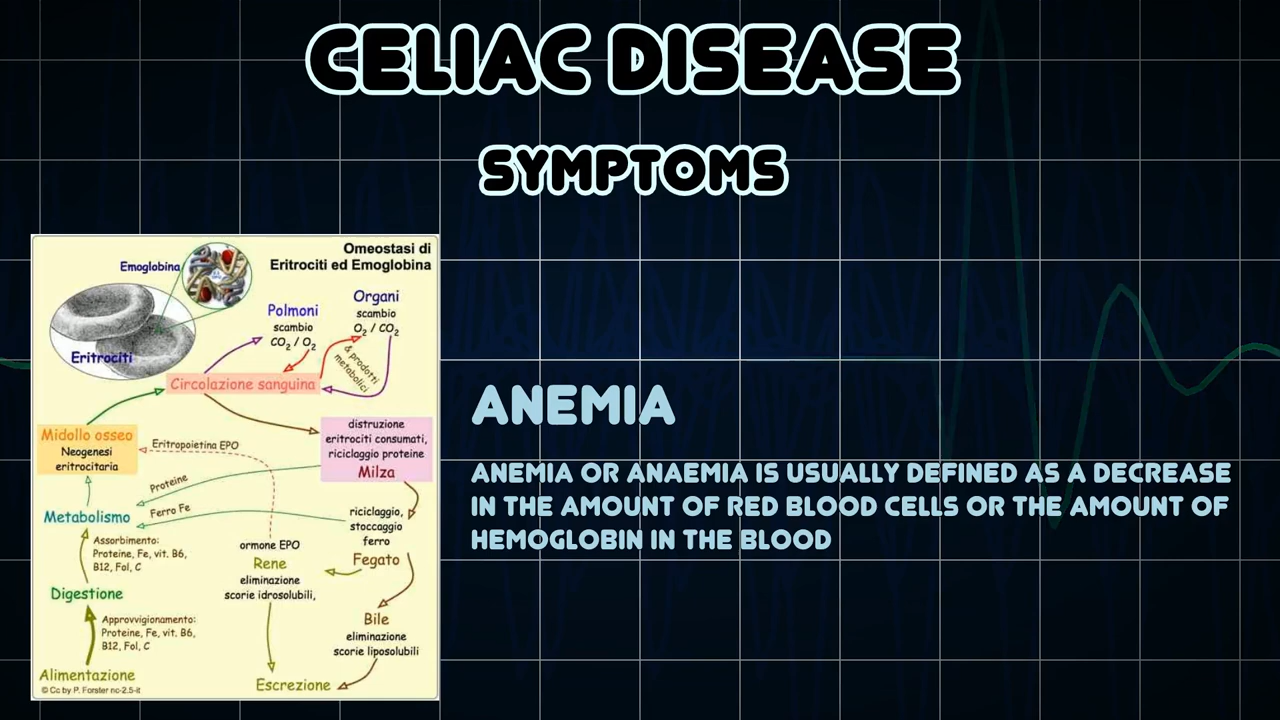 CELIAC DISEASE
SYMPTOMS
Omeostasi di
Eritrociti ed Emoglobina
Emoglobina
Eritrociti
Polmoni
scambio
CO2 / O2
Organi
scambio
O2 / CO2
& prodotti
metabolici
Circolazione sanguina
Midollo osseo
Neogenesi
eritrocitaria
Eritropoietina EPO
distruzione
eritrociti consumati,
riciclaggio proteine
Milza
Proteine
Ferro Fe
Metabolismo
riciclaggio,
stoccaggio
ferro
Fegato
Assorbimento:
Proteine, Fe, vit. B6,
B12, Fol, C
ormone EPO
Rene
eliminazione
scorie idrosolubili,
Digestione
Approvvigionamento:
Proteine, Fe, vit. B6,
B12, Fol, C
Bile
eliminazione
scorie liposolubili
Alimentazione
Escrezione
© Cc by P. Forster nc-2.5-it
ANEMIA
ANEMIA OR ANAEMIA IS USUALLY DEFINED AS A DECREASE
IN THE AMOUNT OF RED BLOOD CELLS OR THE AMOUNT OF
HEMOGLOBIN IN THE BLOOD